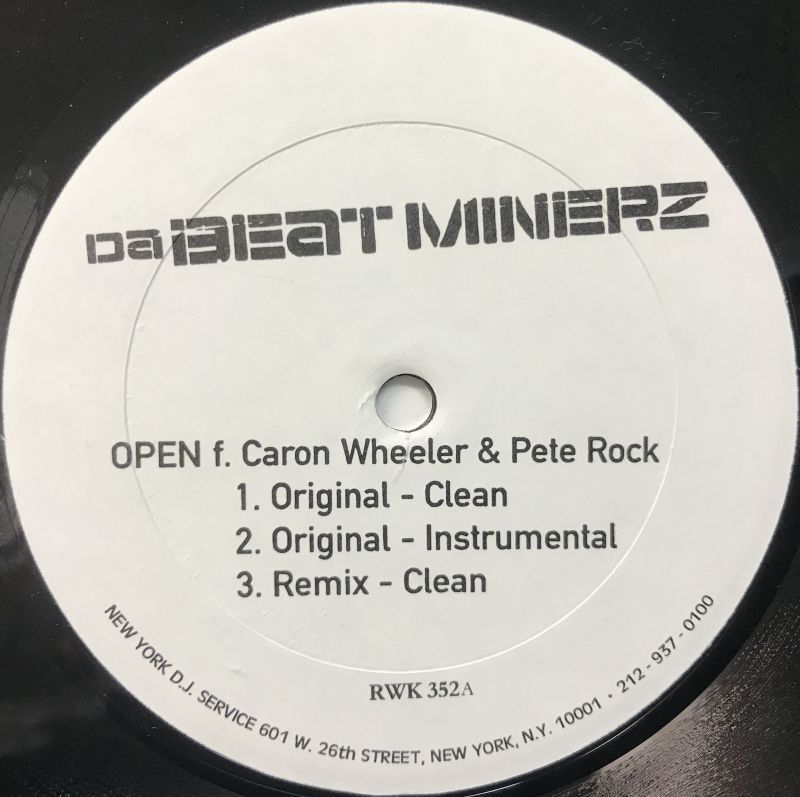 Da BEAT MINERZ
OPEN f. Caron Wheeler & Pete Rock
1. Original - Clean
2. Original - Instrumental
3. Remix - Clean
RWK 352A
NEW YORK D.J. SERVICE 601 W. 26th STREET, NEW YORK, N.Y. 10001 · 212 - 937 - 0100